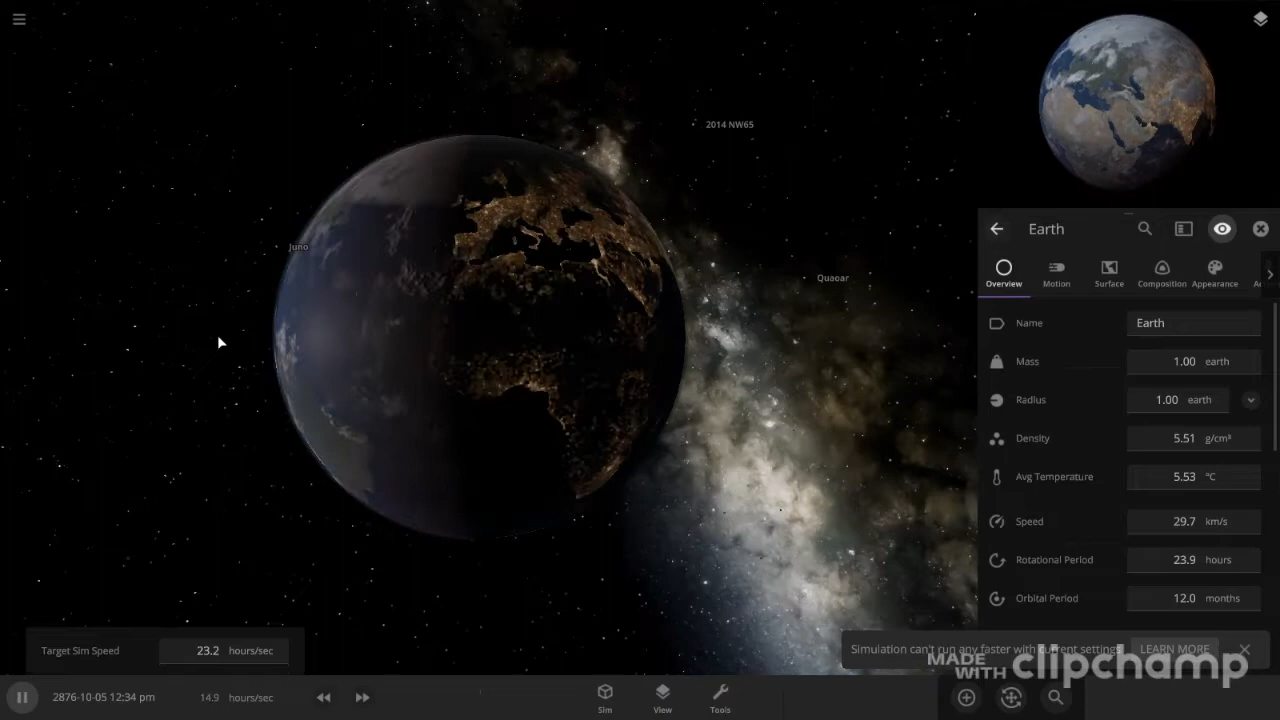 2014 NW65
Juno
Quaoar
Earth
Overview
Motion
Surface
Composition
Appearance
Name
Earth
Mass
1.00 earth
Radius
1.00 earth
Density
5.51 g/cm³
Avg Temperature
5.53 °C
Speed
29.7 km/s
Rotational Period
23.9 hours
Orbital Period
12.0 months
Target Sim Speed
23.2 hours/sec
Simulation can't run any faster with current settings
LEARN MORE
MADE WITH clipchamp
2876-10-05 12:34 pm
14.9 hours/sec
Sim
View
Tools